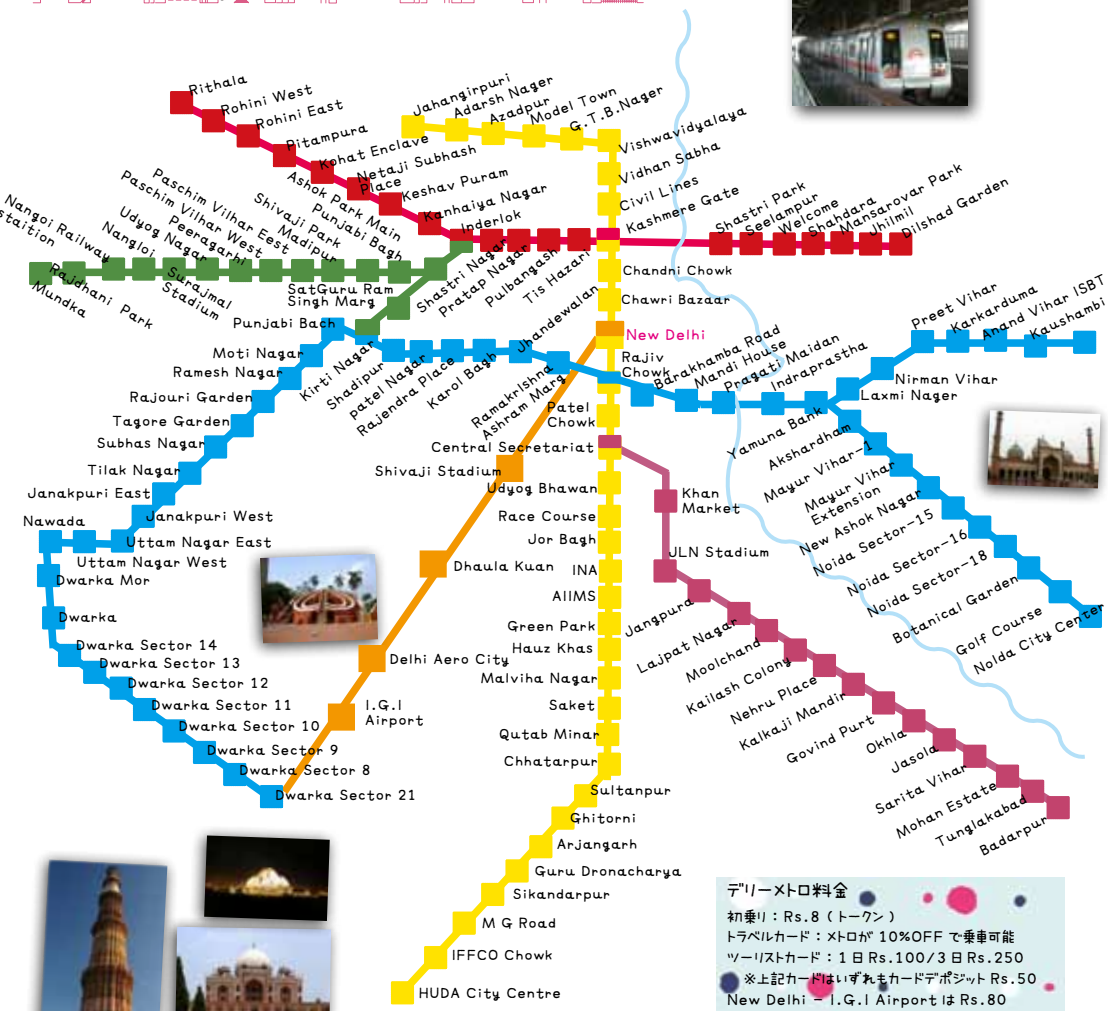 Rithala
Rohini West
Rohini East
Pitampura
Kohat Enclave
Netaji Subhash
Place
Keshav Puram
Kanhaiya Nagar
Inderlok
Shastri Nagar
Pratap Nagar
Pulbangash
Tis Hazari
Kashmere Gate
Shastri Park
Seelampur
Welcome
Shahdara
Mansarovar Park
Jhilmil
Dilshad Garden
Jahangirpuri
Adarsh Nager
Azadpur
Model Town
G.T.B.Nager
Vishwavidyalaya
Vidhan Sabha
Civil Lines
Chandni Chowk
Chawri Bazaar
New Delhi
Rajiv
Chowk
Patel
Chowk
Central Secretariat
Udyog Bhawan
Race Course
Jor Bagh
INA
AIIMS
Green Park
Hauz Khas
Malviha Nagar
Saket
Qutab Minar
Chhatarpur
Sultanpur
Ghitorni
Arjangarh
Guru Dronacharya
Sikandarpur
M G Road
IFFCO Chowk
HUDA City Centre
Ashok Park Main
Punjabi Bagh
Shivaji Park
Madipur
Paschim Vihar Eest
Paschim Vihar West
Peeragarhi
Udyog Nagar
Surajmal
Stadium
Nangloi
Nangoi Railway
Rajdhani Park
Mundka
SatGuru Ram
Singh Marg
Punjabi Bach
Kirti Nagar
Shadipur
patel Nagar
Rajendra Place
Karol Bagh
Jhandewalan
Ramakrishna
Ashram Marg
Barakhamba Road
Mandi House
Pragati Maidan
Indraprastha
Yamuna Bank
Laxmi Nager
Nirman Vihar
Preet Vihar
Karkarduma
Anand Vihar ISBT
Kaushambi
Akshardham
Mayur Vihar-1
Mayur Vihar
Extension
New Ashok Nagar
Noida Sector-15
Noida Sector-16
Noida Sector-18
Botanical Garden
Golf Course
Nolda City Center
Moti Nagar
Ramesh Nagar
Rajouri Garden
Tagore Garden
Subhas Nagar
Tilak Nagar
Janakpuri East
Janakpuri West
Uttam Nagar East
Uttam Nagar West
Nawada
Dwarka Mor
Dwarka
Dwarka Sector 14
Dwarka Sector 13
Dwarka Sector 12
Dwarka Sector 11
Dwarka Sector 10
Dwarka Sector 9
Dwarka Sector 8
Dwarka Sector 21
Shivaji Stadium
Dhaula Kuan
Delhi Aero City
I.G.I
Airport
Khan
Market
JLN Stadium
Jangpura
Lajpat Nagar
Moolchand
Kailash Colony
Nehru Place
Kalkaji Mandir
Govind Purt
Okhla
Jasola
Sarita Vihar
Mohan Estate
Tunglakabad
Badarpur
デリーメトロ料金
初乗り：Rs.8（トークン）
トラベルカード：メトロが 10%OFF で乗車可能
ツーリストカード：1日 Rs.100/3日 Rs.250
※上記カードはいずれもカードデポジット Rs.50
New Delhi – I.G.I Airport は Rs.80